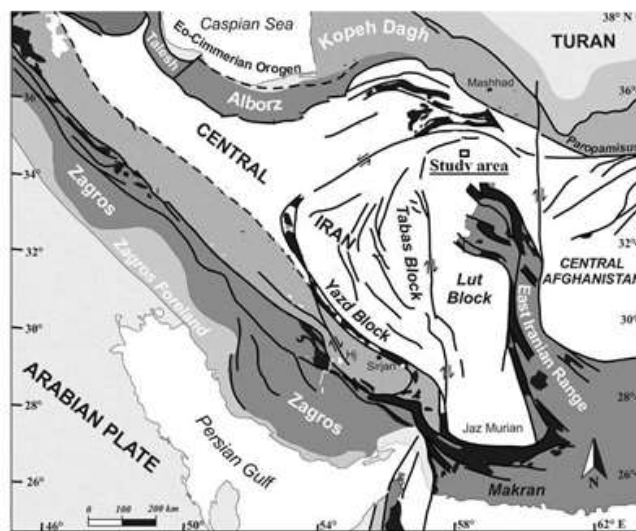 38° N
Caspian Sea
Kopeh Dagh
TURAN
Eo-Cimmerian Orogen
Talesh
Mashhad
36°
36°
Alborz
CENTRAL
Paropamisus
Study area
34°
34°
Zagros
IRAN
Tabas Block
32°
32°
CENTRAL
AFGHANISTAN
Lut
Block
Zagros Foreland
Yazd Block
East Iranian Range
30°
30°
Hj
Sirjan
ARABIAN PLATE
28°
28°
Zagros
Jaz Murian
Persian Gulf
26°
26°
N
Makran
0 100 200 km
46°
50°
54°
58°
62° E